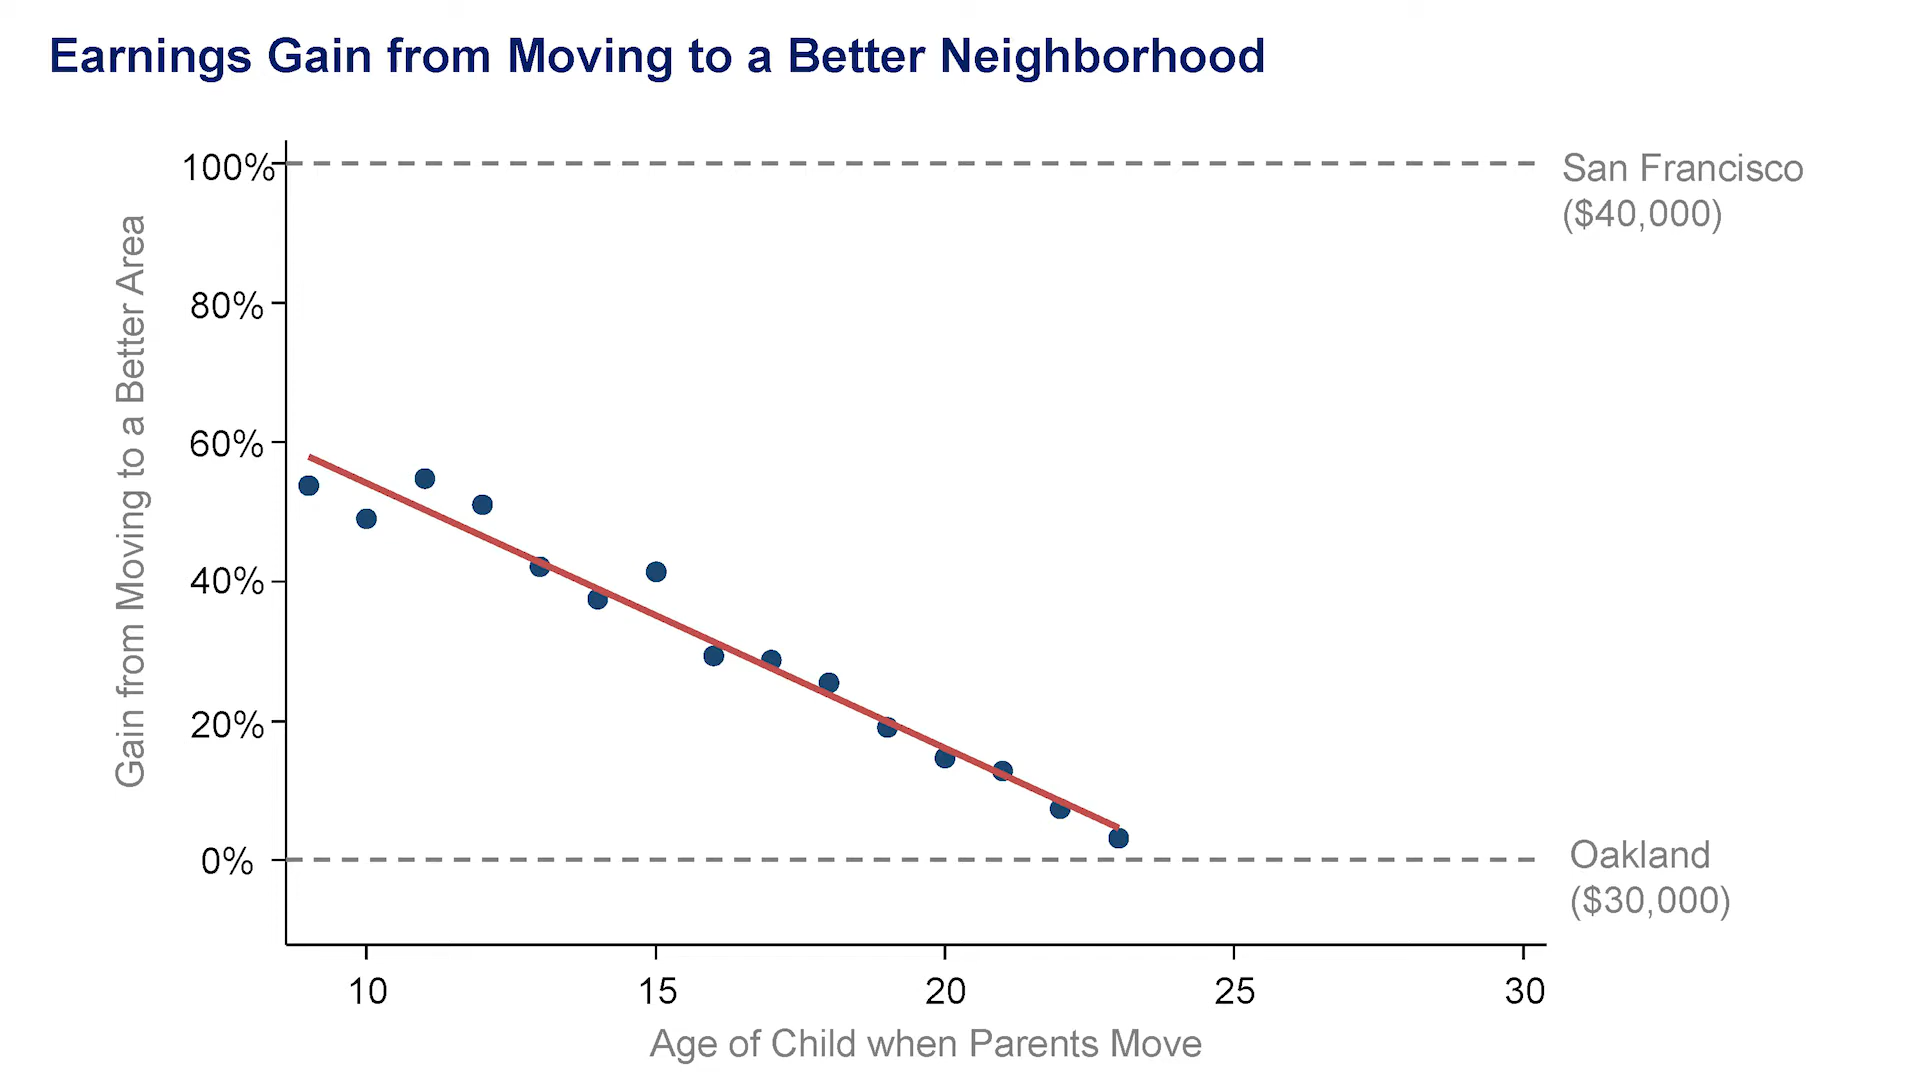 Earnings Gain from Moving to a Better Neighborhood
100%
80%
60%
40%
20%
0%
Gain from Moving to a Better Area
San Francisco
($40,000)
Oakland
($30,000)
10
15
20
25
30
Age of Child when Parents Move